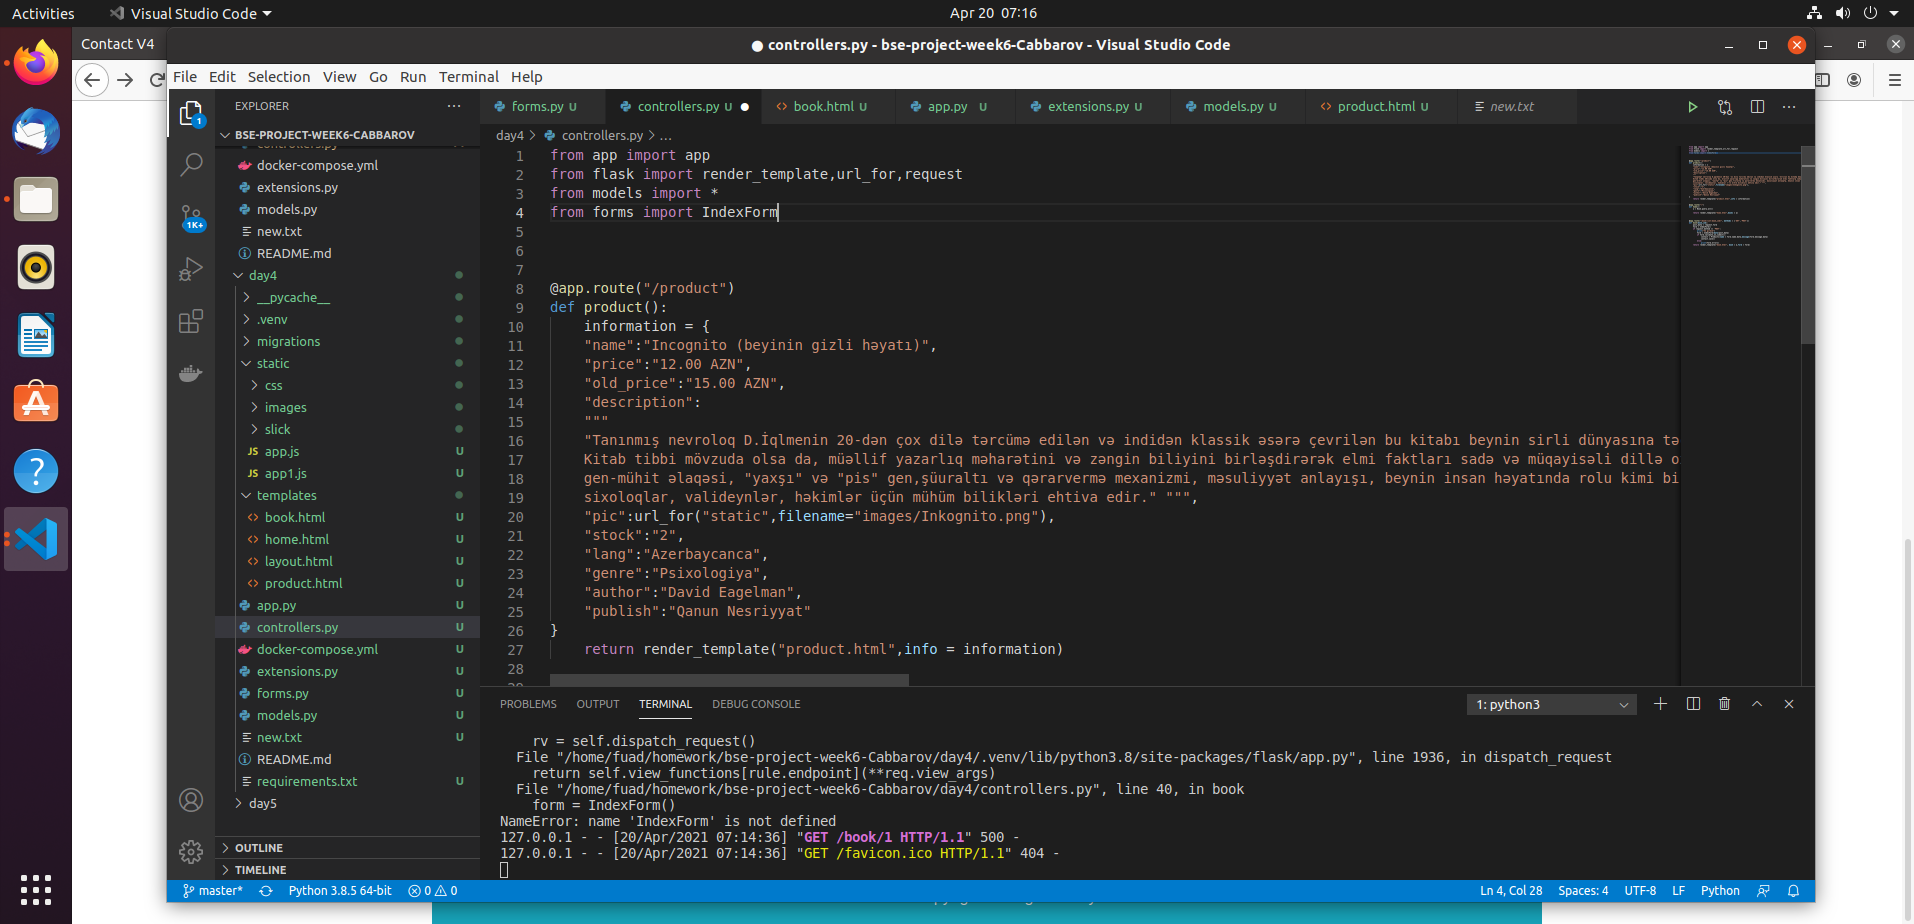 Activities
Visual Studio Code
Apr 20 07:16
Contact V4
controllers.py - bse-project-week6-Cabbarov - Visual Studio Code
File Edit Selection View Go Run Terminal Help
EXPLORER
BSE-PROJECT-WEEK6-CABBAROV
controllers.py
docker-compose.yml
extensions.py
models.py
new.txt
README.md
day4
__pycache__
.venv
migrations
static
css
images
slick
JS app.js U
JS app1.js U
templates
book.html U
home.html U
layout.html U
product.html U
app.py U
controllers.py U
docker-compose.yml U
extensions.py U
forms.py U
models.py U
new.txt U
README.md
requirements.txt U
day5
OUTLINE
TIMELINE
1
1K+
forms.py U controllers.py U book.html U app.py U extensions.py U models.py U product.html U new.txt
day4 > controllers.py > ...
1 from app import app
2 from flask import render_template,url_for,request
3 from models import *
4 from forms import IndexForm
5
6
7
8 @app.route("/product")
9 def product():
10 information = {
11 "name":"Incognito (beyinin gizli həyatı)",
12 "price":"12.00 AZN",
13 "old_price":"15.00 AZN",
14 "description":
15 """
16 "Tanınmış nevroloq D.İqlmenin 20-dən çox dilə tərcümə edilən və indidən klassik əsərə çevrilən bu kitabı beynin sirli dünyasına tə
17 Kitab tibbi mövzuda olsa da, müəllif yazarlıq məharətini və zəngin biliyini birləşdirərək elmi faktları sadə və müqayisəli dillə o
18 gen-mühit əlaqəsi, "yaxşı" və "pis" gen,şüuraltı və qərarvermə mexanizmi, məsuliyyət anlayışı, beynin insan həyatında rolu kimi bi
19 sixoloqlar, valideynlər, həkimlər üçün mühüm bilikləri ehtiva edir." """,
20 "pic":url_for("static",filename="images/Inkognito.png"),
21 "stock":"2",
22 "lang":"Azerbaycanca",
23 "genre":"Psixologiya",
24 "author":"David Eagelman",
25 "publish":"Qanun Nesriyyat"
26 }
27 return render_template("product.html",info = information)
28
PROBLEMS OUTPUT TERMINAL DEBUG CONSOLE
1: python3
rv = self.dispatch_request()
File "/home/fuad/homework/bse-project-week6-Cabbarov/day4/.venv/lib/python3.8/site-packages/flask/app.py", line 1936, in dispatch_request
return self.view_functions[rule.endpoint](**req.view_args)
File "/home/fuad/homework/bse-project-week6-Cabbarov/day4/controllers.py", line 40, in book
form = IndexForm()
NameError: name 'IndexForm' is not defined
127.0.0.1 - - [20/Apr/2021 07:14:36] "GET /book/1 HTTP/1.1" 500 -
127.0.0.1 - - [20/Apr/2021 07:14:36] "GET /favicon.ico HTTP/1.1" 404 -
master* Python 3.8.5 64-bit 0 0
Ln 4, Col 28 Spaces: 4 UTF-8 LF Python